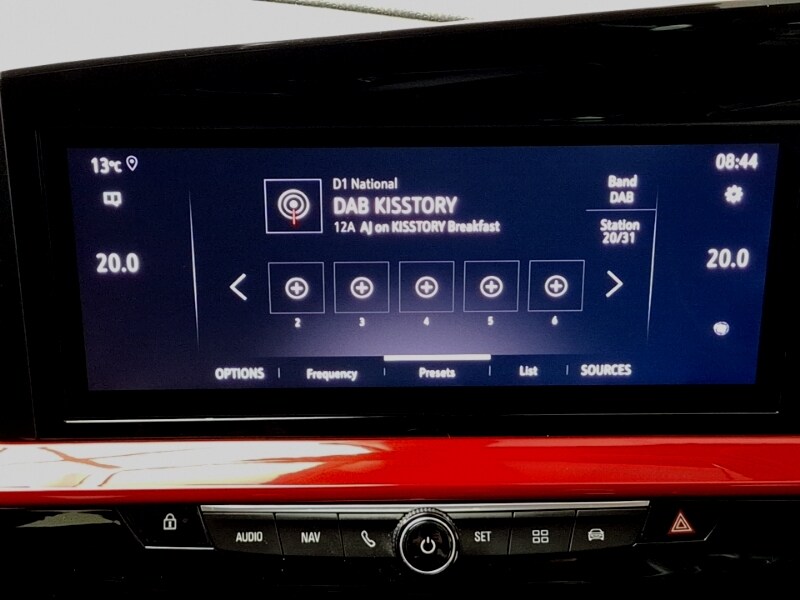 13°C
08:44
D1 National
DAB KISSTORY
12A AJ on KISSTORY Breakfast
Band
DAB
Station
20/31
20.0
20.0
2 3 4 5 6
OPTIONS Frequency Presets List SOURCES
AUDIO NAV SET